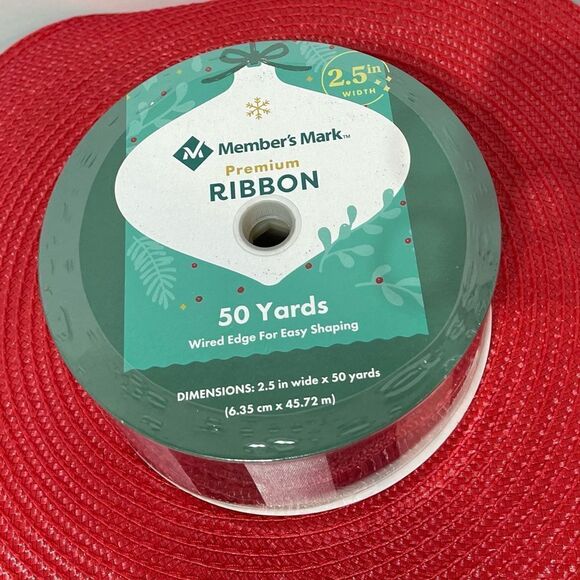 2.5in
WIDTH
Member's Mark™
Premium
RIBBON
50 Yards
Wired Edge For Easy Shaping
DIMENSIONS: 2.5 in wide x 50 yards
(6.35 cm x 45.72 m)